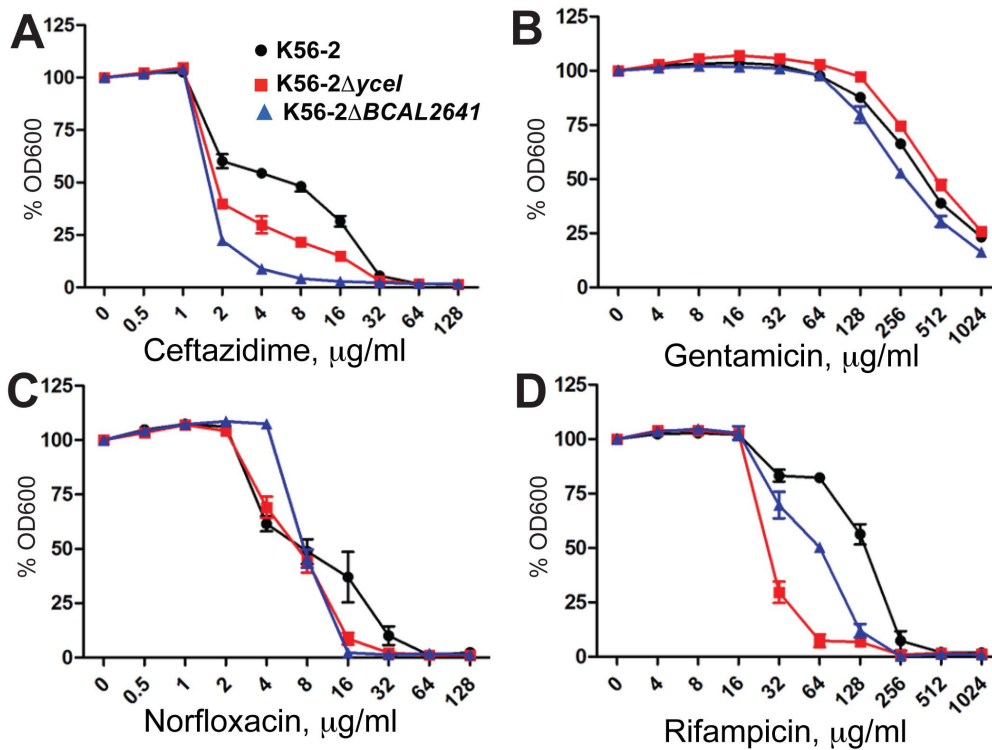 A
125
100
75
50
25
0
% OD600
K56-2
K56-2ΔyceI
K56-2ΔBCAL2641
0 0.5 1 2 4 8 16 32 64 128
Ceftazidime, μg/ml
B
125
100
75
50
25
0
% OD600
0 4 8 16 32 64 128 256 512 1024
Gentamicin, μg/ml
C
125
100
75
50
25
0
% OD600
0 0.5 1 2 4 8 16 32 64 128
Norfloxacin, μg/ml
D
125
100
75
50
25
0
% OD600
0 4 8 16 32 64 128 256 512 1024
Rifampicin, μg/ml